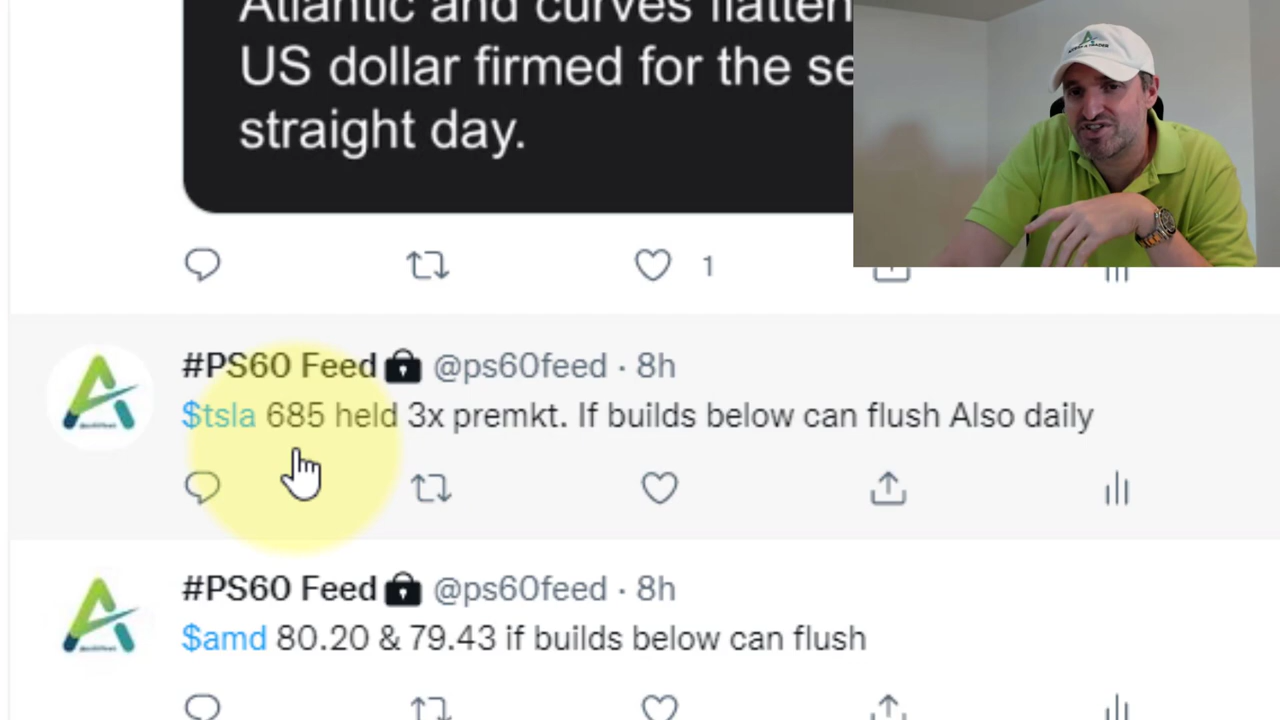 Atlantic and curves flatten
US dollar firmed for the se
straight day.
1
#PS60 Feed @ps60feed · 8h
$tsla 685 held 3x premkt. If builds below can flush Also daily
#PS60 Feed @ps60feed · 8h
$amd 80.20 & 79.43 if builds below can flush